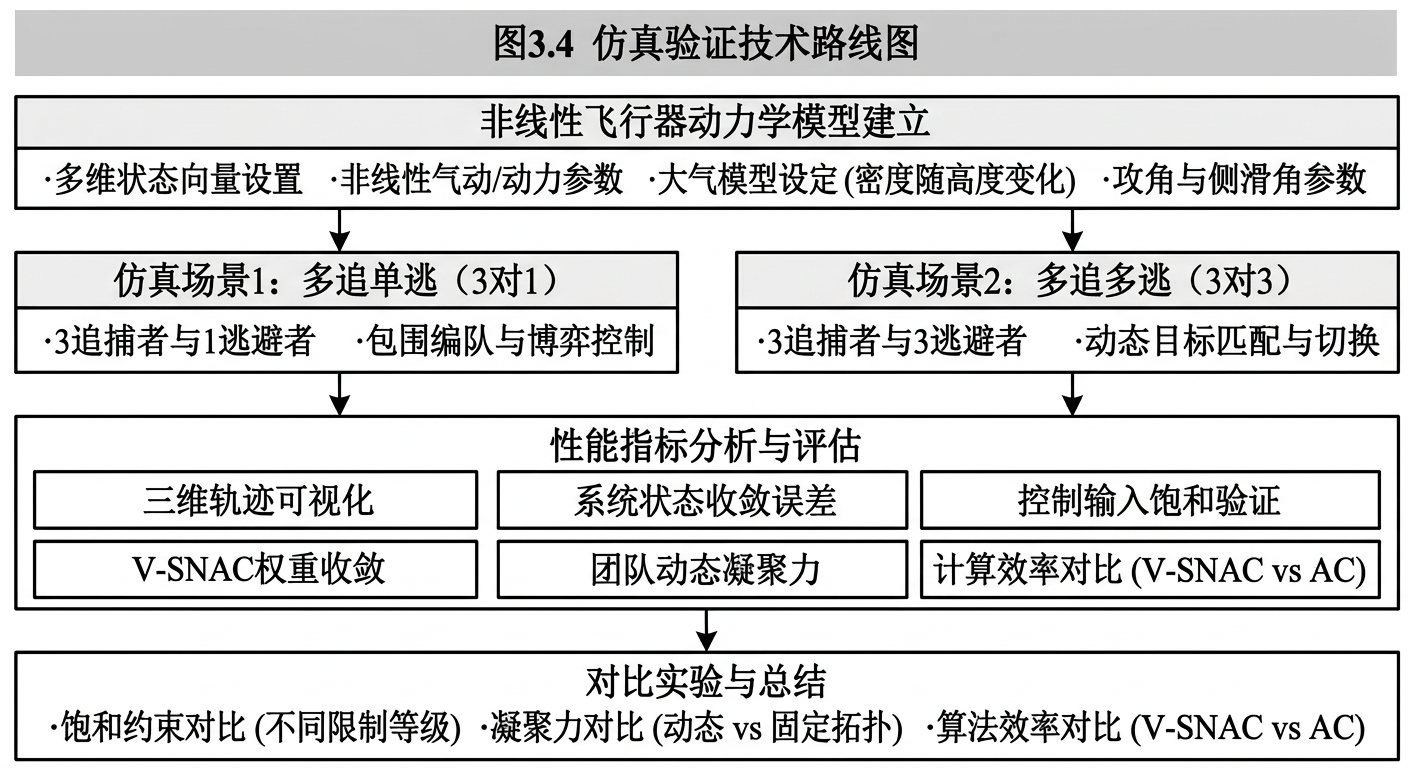 图3.4 仿真验证技术路线图
非线性飞行器动力学模型建立
·多维状态向量设置 ·非线性气动/动力参数 ·大气模型设定 (密度随高度变化) ·攻角与侧滑角参数
仿真场景1：多追单逃（3对1）
·3追捕者与1逃避者 ·包围编队与博弈控制
仿真场景2：多追多逃（3对3）
·3追捕者与3逃避者 ·动态目标匹配与切换
性能指标分析与评估
三维轨迹可视化
系统状态收敛误差
控制输入饱和验证
V-SNAC权重收敛
团队动态凝聚力
计算效率对比 (V-SNAC vs AC)
对比实验与总结
·饱和约束对比 (不同限制等级) ·凝聚力对比 (动态 vs 固定拓扑) ·算法效率对比 (V-SNAC vs AC)